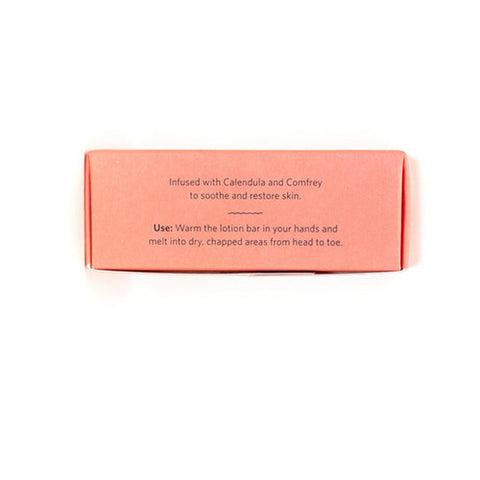 Infused with Calendula and Comfrey
to soothe and restore skin.
Use: Warm the lotion bar in your hands and
melt into dry, chapped areas from head to toe.